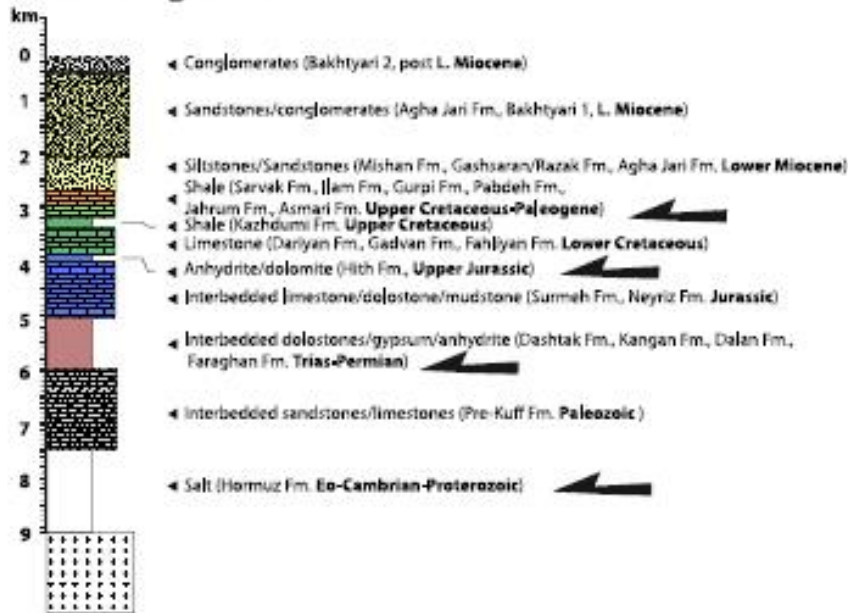 km
0
Conglomerates (Bakhtyari 2, post L. Miocene)
1
Sandstones/conglomerates (Agha Jari Fm., Bakhtyari 1, L. Miocene)
2
Siltstones/Sandstones (Mishan Fm., Gashsaran/Razak Fm., Agha Jari Fm. Lower Miocene)
Shale (Sarvak Fm., Ilam Fm., Gurpi Fm., Pabdeh Fm.,
3
Jahrum Fm., Asmari Fm. Upper Cretaceous-Paleogene)
Shale (Kazhdumi Fm. Upper Cretaceous)
Limestone (Dariyan Fm., Gadvan Fm., Fahliyan Fm. Lower Cretaceous)
4
Anhydrite/dolomite (Hith Fm., Upper Jurassic)
Interbedded limestone/dolostone/mudstone (Surmeh Fm., Neyriz Fm. Jurassic)
5
Interbedded dolostones/gypsum/anhydrite (Dashtak Fm., Kangan Fm., Dalan Fm.,
Faraghan Fm. Trias-Permian)
6
Interbedded sandstones/limestones (Pre-Kuff Fm. Paleozoic )
7
8
Salt (Hormuz Fm. Eo-Cambrian-Proterozoic)
9